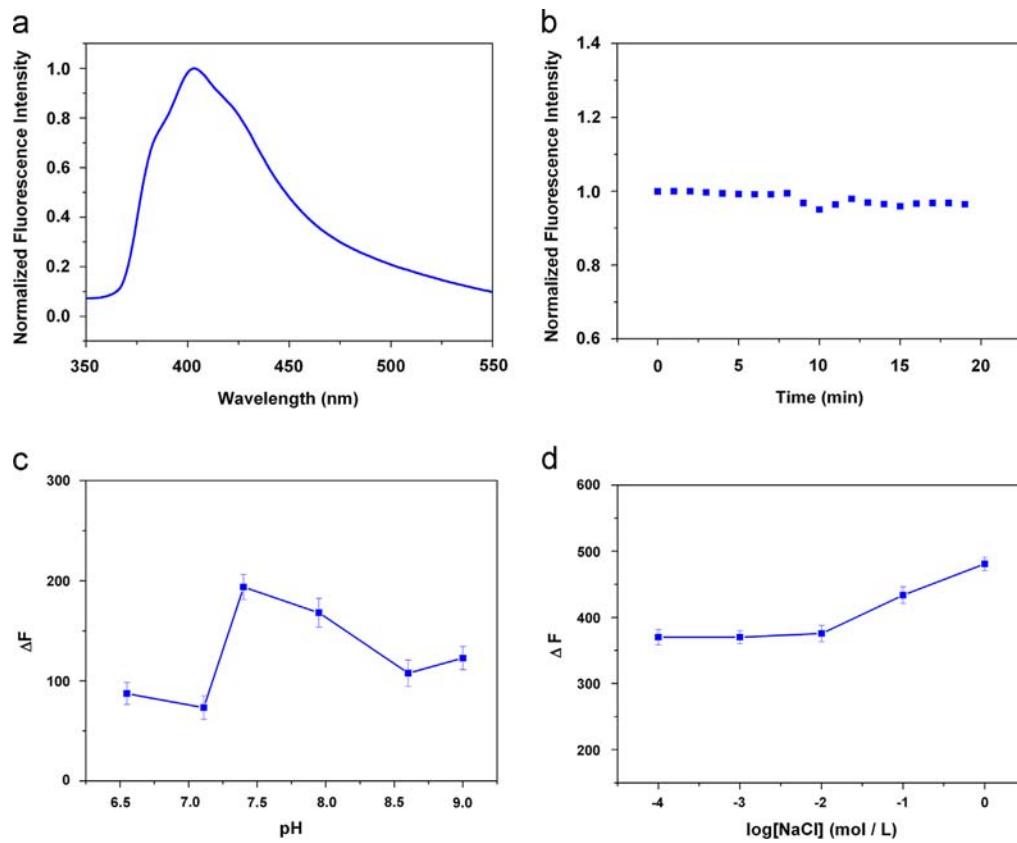 a
Normalized Fluorescence Intensity
1.0
0.8
0.6
0.4
0.2
0.0
350 400 450 500 550
Wavelength (nm)
b
Normalized Fluorescence Intensity
1.4
1.2
1.0
0.8
0.6
0 5 10 15 20
Time (min)
c
ΔF
300
200
100
0
6.5 7.0 7.5 8.0 8.5 9.0
pH
d
Δ F
600
500
400
300
200
-4 -3 -2 -1 0
log[NaCl] (mol / L)